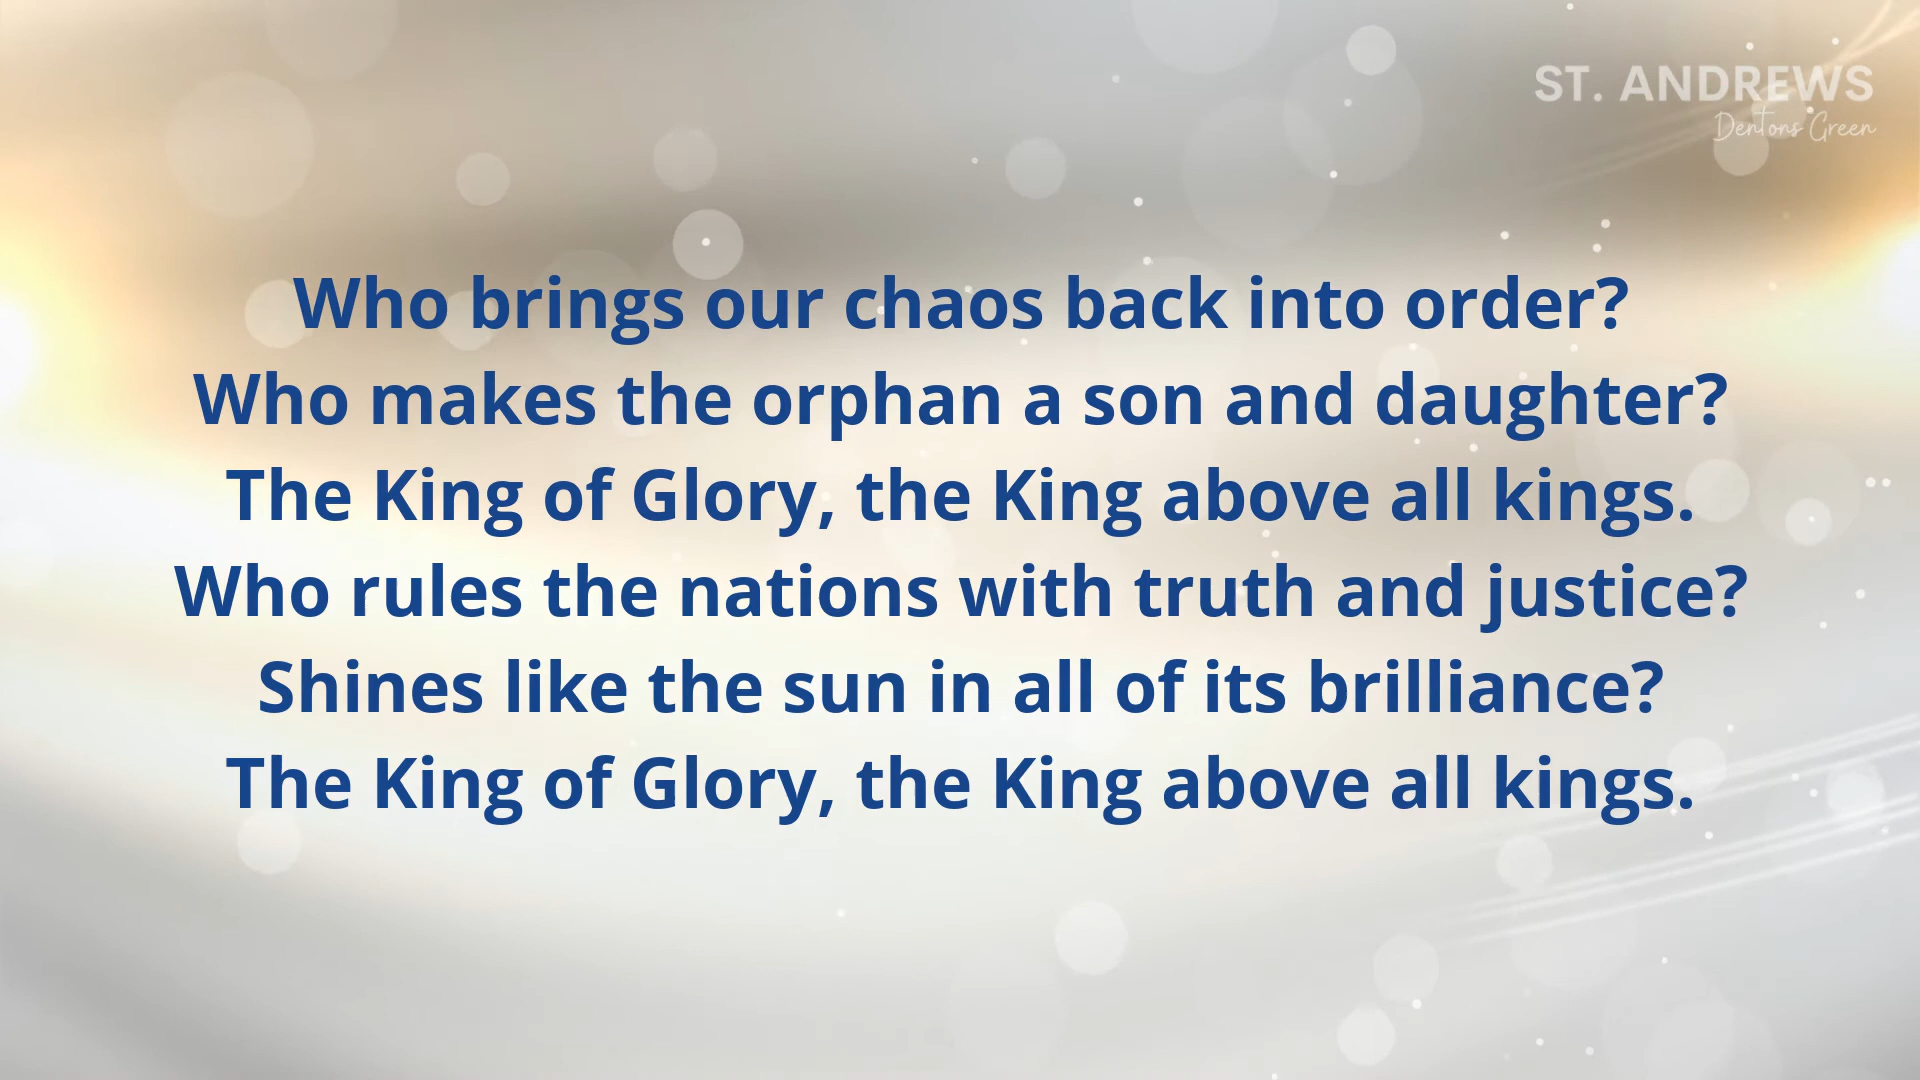 ST. ANDREWS
Dentons Green
Who brings our chaos back into order?
Who makes the orphan a son and daughter?
The King of Glory, the King above all kings.
Who rules the nations with truth and justice?
Shines like the sun in all of its brilliance?
The King of Glory, the King above all kings.